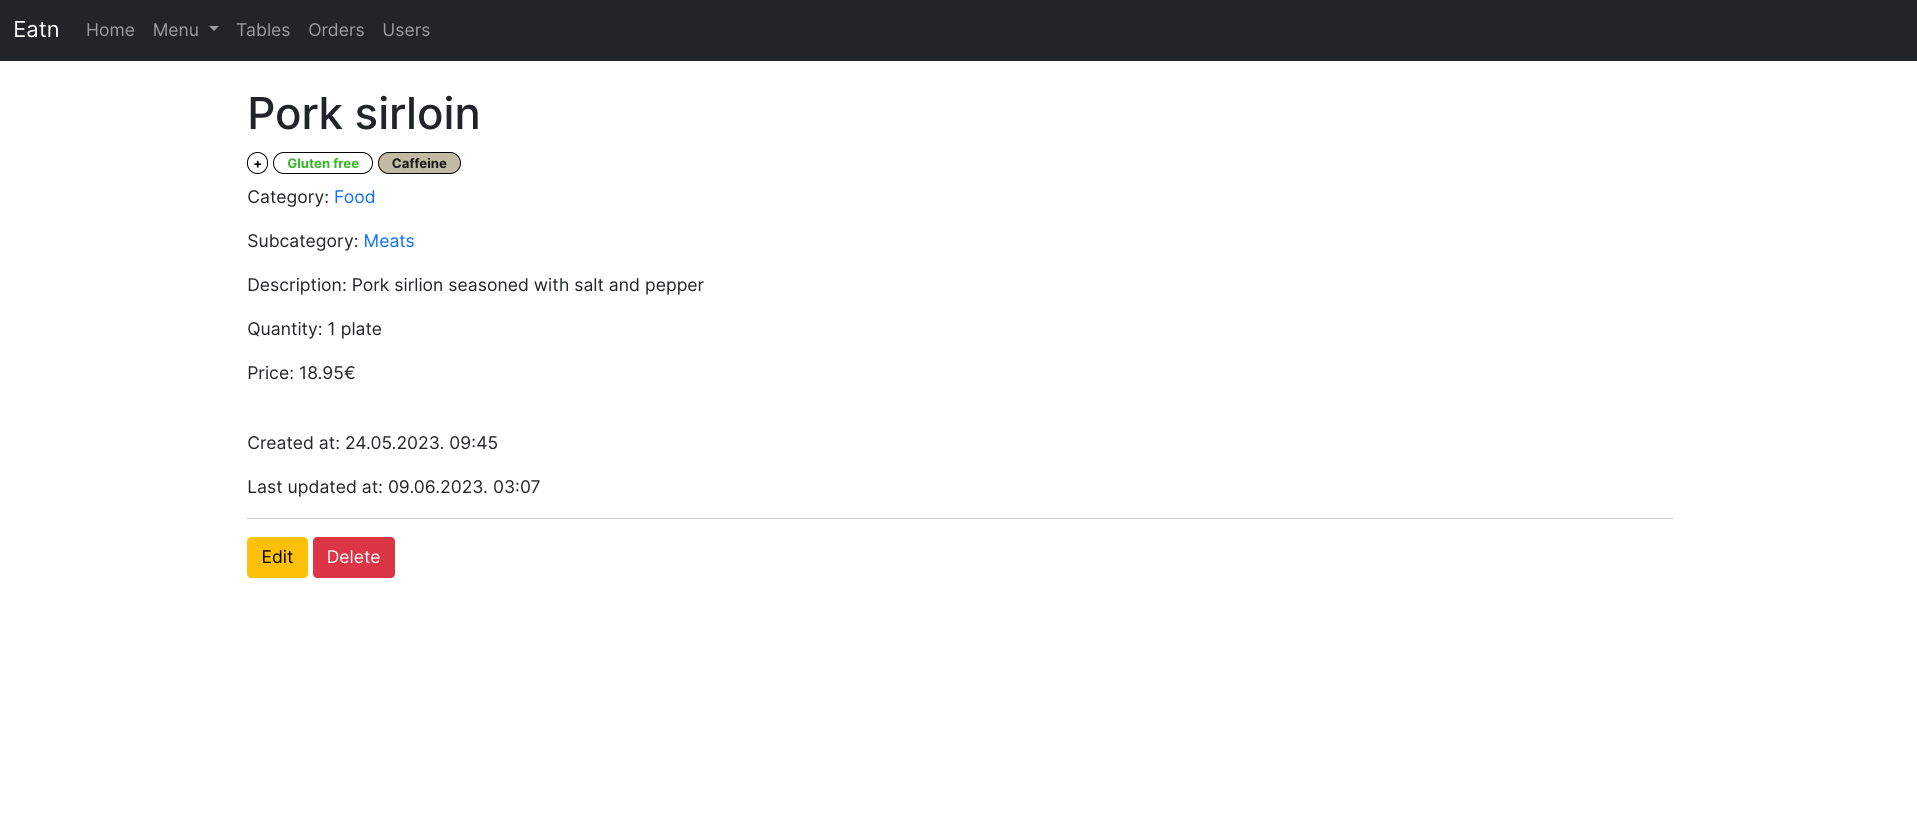 Eatn Home Menu Tables Orders Users
Pork sirloin
+ Gluten free Caffeine
Category: Food
Subcategory: Meats
Description: Pork sirlion seasoned with salt and pepper
Quantity: 1 plate
Price: 18.95€
Created at: 24.05.2023. 09:45
Last updated at: 09.06.2023. 03:07
Edit Delete